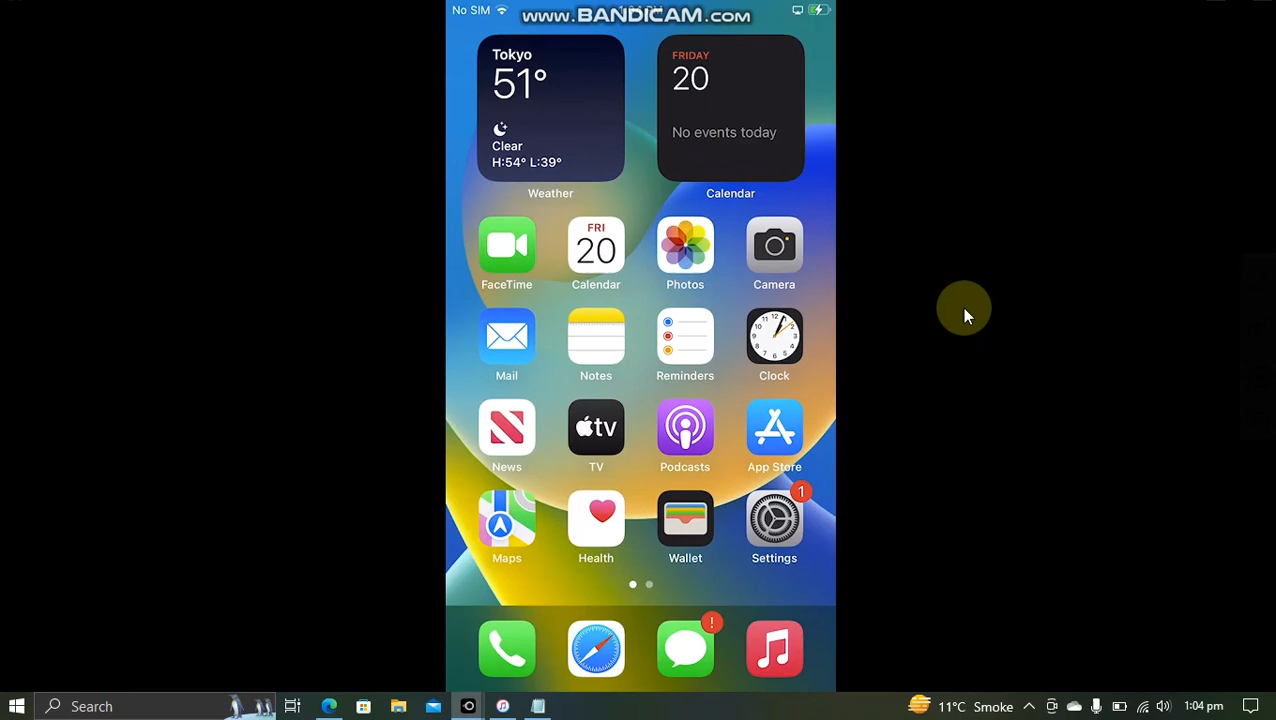 No SIM
www.BANDICAM.com
Tokyo
51°
Clear
H:54° L:39°
Weather
FRIDAY
20
No events today
Calendar
FaceTime
FRI
20
Calendar
Photos
Camera
Mail
Notes
Reminders
Clock
News
tv
TV
Podcasts
App Store
Maps
Health
Wallet
1
Settings
!
Search
11°C Smoke
1:04 pm